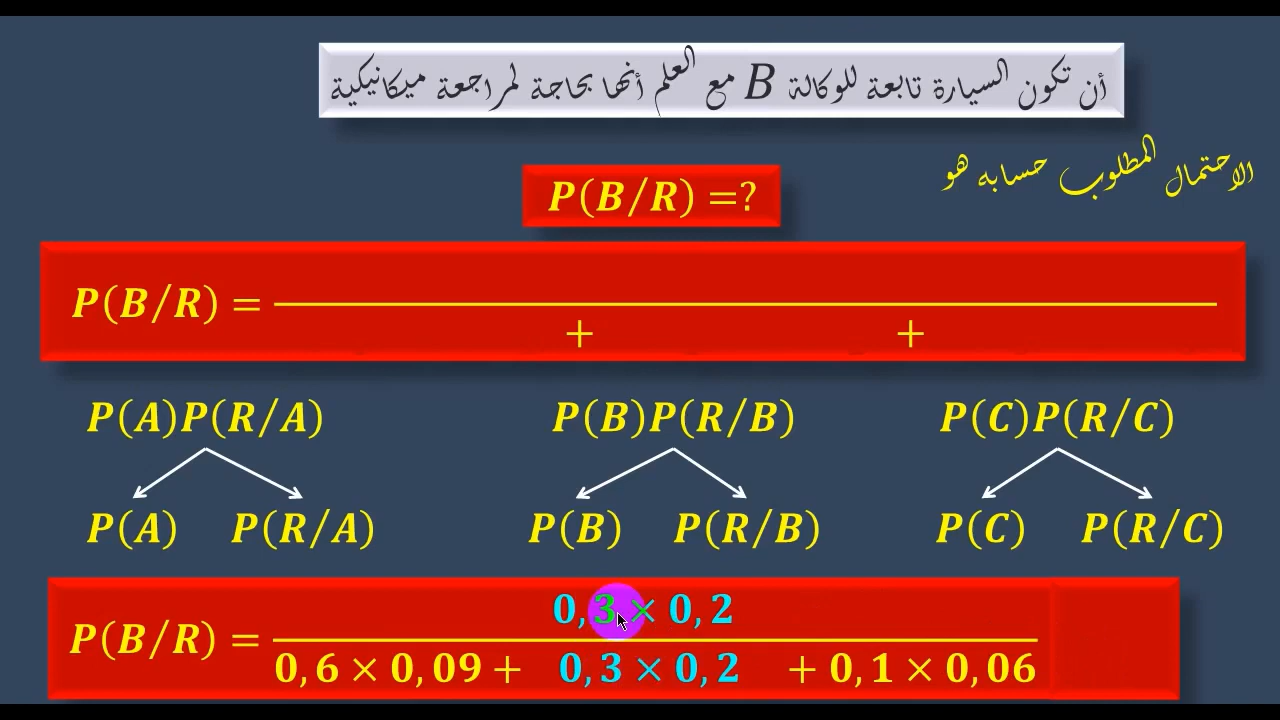 أن تكون السيارة تابعة للوكالة B مع العلم أنها بحاجة لمراجعة ميكانيكية
الاحتمال المطلوب حسابه هو
P(B/R) =?
P(B/R) =
+ +
P(A)P(R/A) P(B)P(R/B) P(C)P(R/C)
P(A) P(R/A) P(B) P(R/B) P(C) P(R/C)
0,3 × 0,2
P(B/R) =
0,6 × 0,09 + 0,3 × 0,2 + 0,1 × 0,06